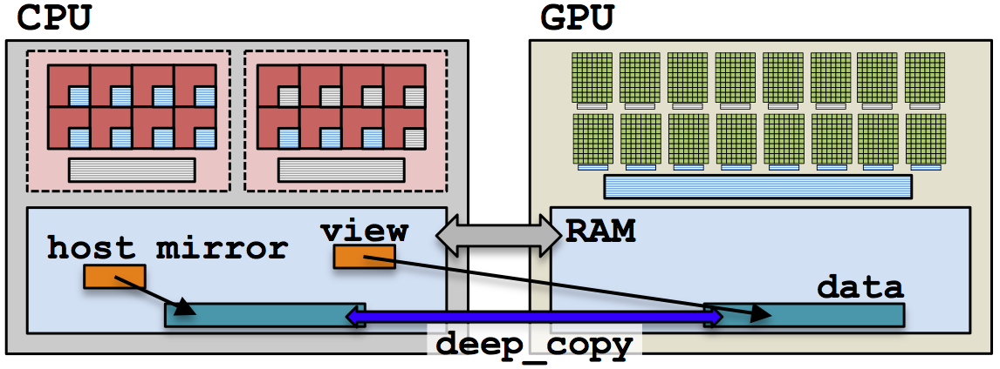 CPU
GPU
host mirror
view
RAM
data
deep_copy